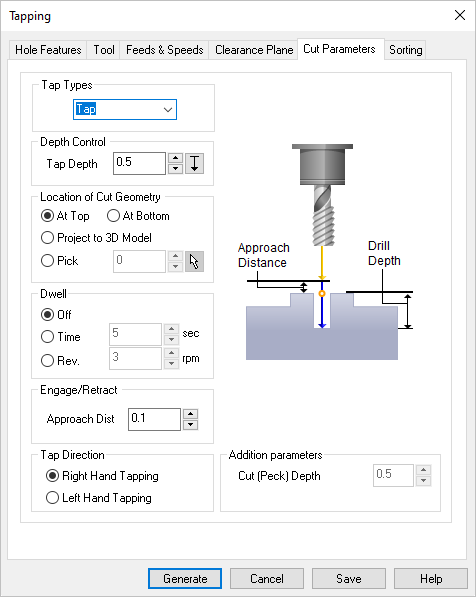 Tapping
Hole Features Tool Feeds & Speeds Clearance Plane Cut Parameters Sorting
Tap Types
Tap
Depth Control
Tap Depth 0.5
Location of Cut Geometry
At Top At Bottom
Project to 3D Model
Pick 0
Approach Distance
Drill Depth
Dwell
Off
Time 5 sec
Rev. 3 rpm
Engage/Retract
Approach Dist 0.1
Tap Direction
Right Hand Tapping
Left Hand Tapping
Addition parameters
Cut (Peck) Depth 0.5
Generate Cancel Save Help